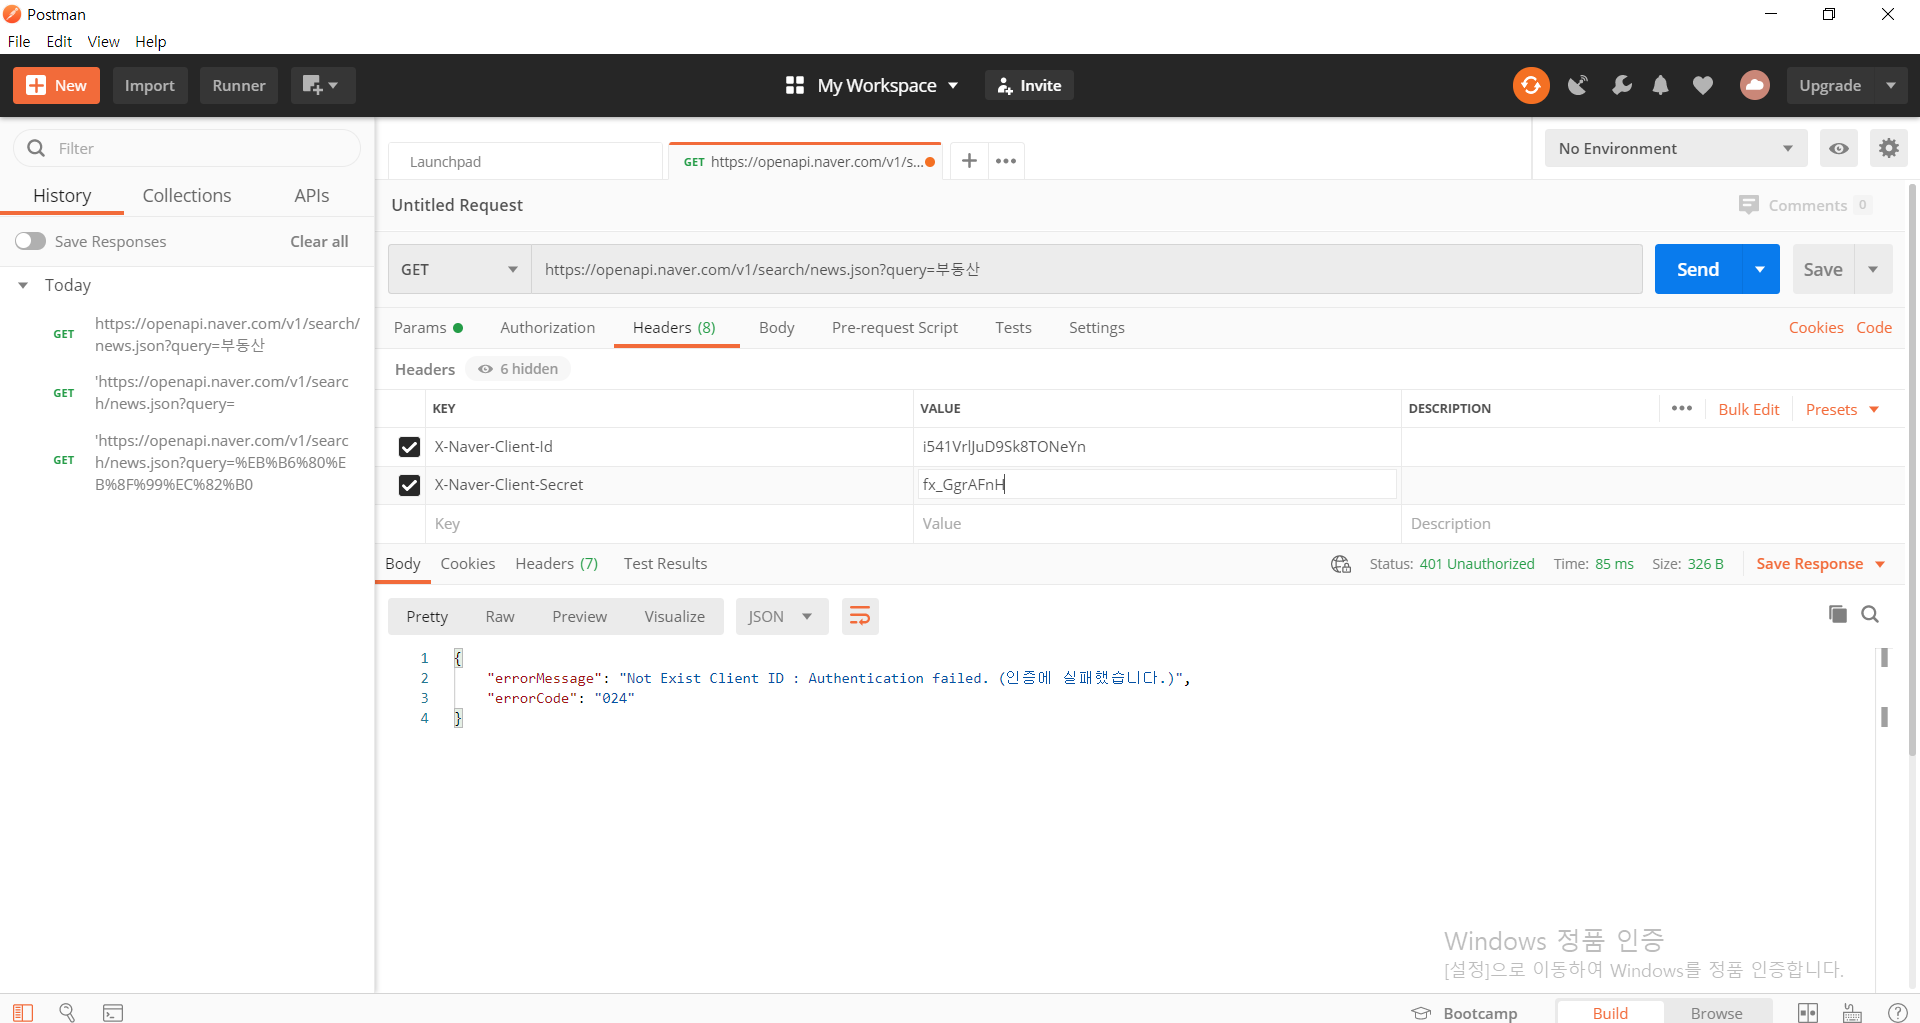 Postman
File Edit View Help
New Import Runner My Workspace Invite Upgrade
Filter
History Collections APIs
Save Responses Clear all
Today
GET https://openapi.naver.com/v1/search/
news.json?query=부동산
GET 'https://openapi.naver.com/v1/searc
h/news.json?query=
GET 'https://openapi.naver.com/v1/searc
h/news.json?query=%EB%B6%80%E
B%8F%99%EC%82%B0
Launchpad GET https://openapi.naver.com/v1/s... No Environment
Untitled Request Comments 0
GET https://openapi.naver.com/v1/search/news.json?query=부동산 Send Save
Params Authorization Headers (8) Body Pre-request Script Tests Settings Cookies Code
Headers 6 hidden
KEY VALUE DESCRIPTION ••• Bulk Edit Presets
X-Naver-Client-Id i541VrlJuD9Sk8TONeYn
X-Naver-Client-Secret fx_GgrAFnH
Key Value Description
Body Cookies Headers (7) Test Results Status: 401 Unauthorized Time: 85 ms Size: 326 B Save Response
Pretty Raw Preview Visualize JSON
1 {
2 "errorMessage": "Not Exist Client ID : Authentication failed. (인증에 실패했습니다.)",
3 "errorCode": "024"
4 }
Windows 정품 인증
[설정]으로 이동하여 Windows를 정품 인증합니다.
Bootcamp Build Browse